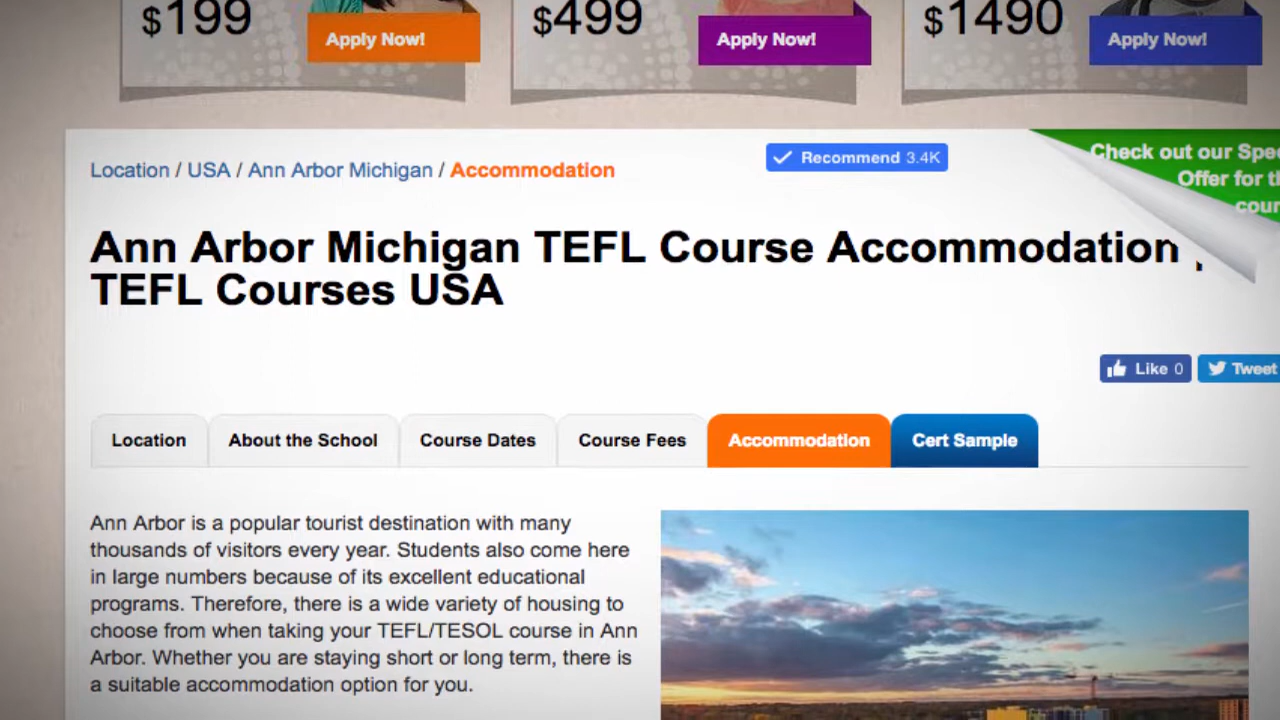 $199
Apply Now!
$499
Apply Now!
$1490
Apply Now!
Location / USA / Ann Arbor Michigan / Accommodation
Recommend 3.4K
Check out our
Offer for
Ann Arbor Michigan TEFL Course Accommodation
TEFL Courses USA
Like 0
Tweet
Location
About the School
Course Dates
Course Fees
Accommodation
Cert Sample
Ann Arbor is a popular tourist destination with many
thousands of visitors every year. Students also come here
in large numbers because of its excellent educational
programs. Therefore, there is a wide variety of housing to
choose from when taking your TEFL/TESOL course in Ann
Arbor. Whether you are staying short or long term, there is
a suitable accommodation option for you.